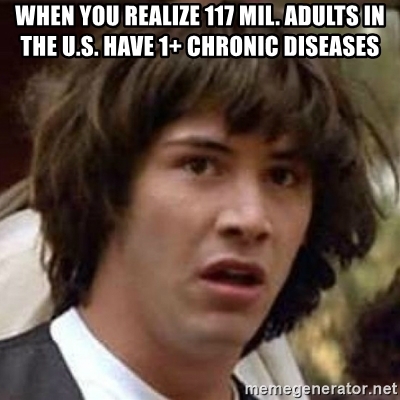 WHEN YOU REALIZE 117 MIL. ADULTS IN
THE U.S. HAVE 1+ CHRONIC DISEASES
memegenerator.net